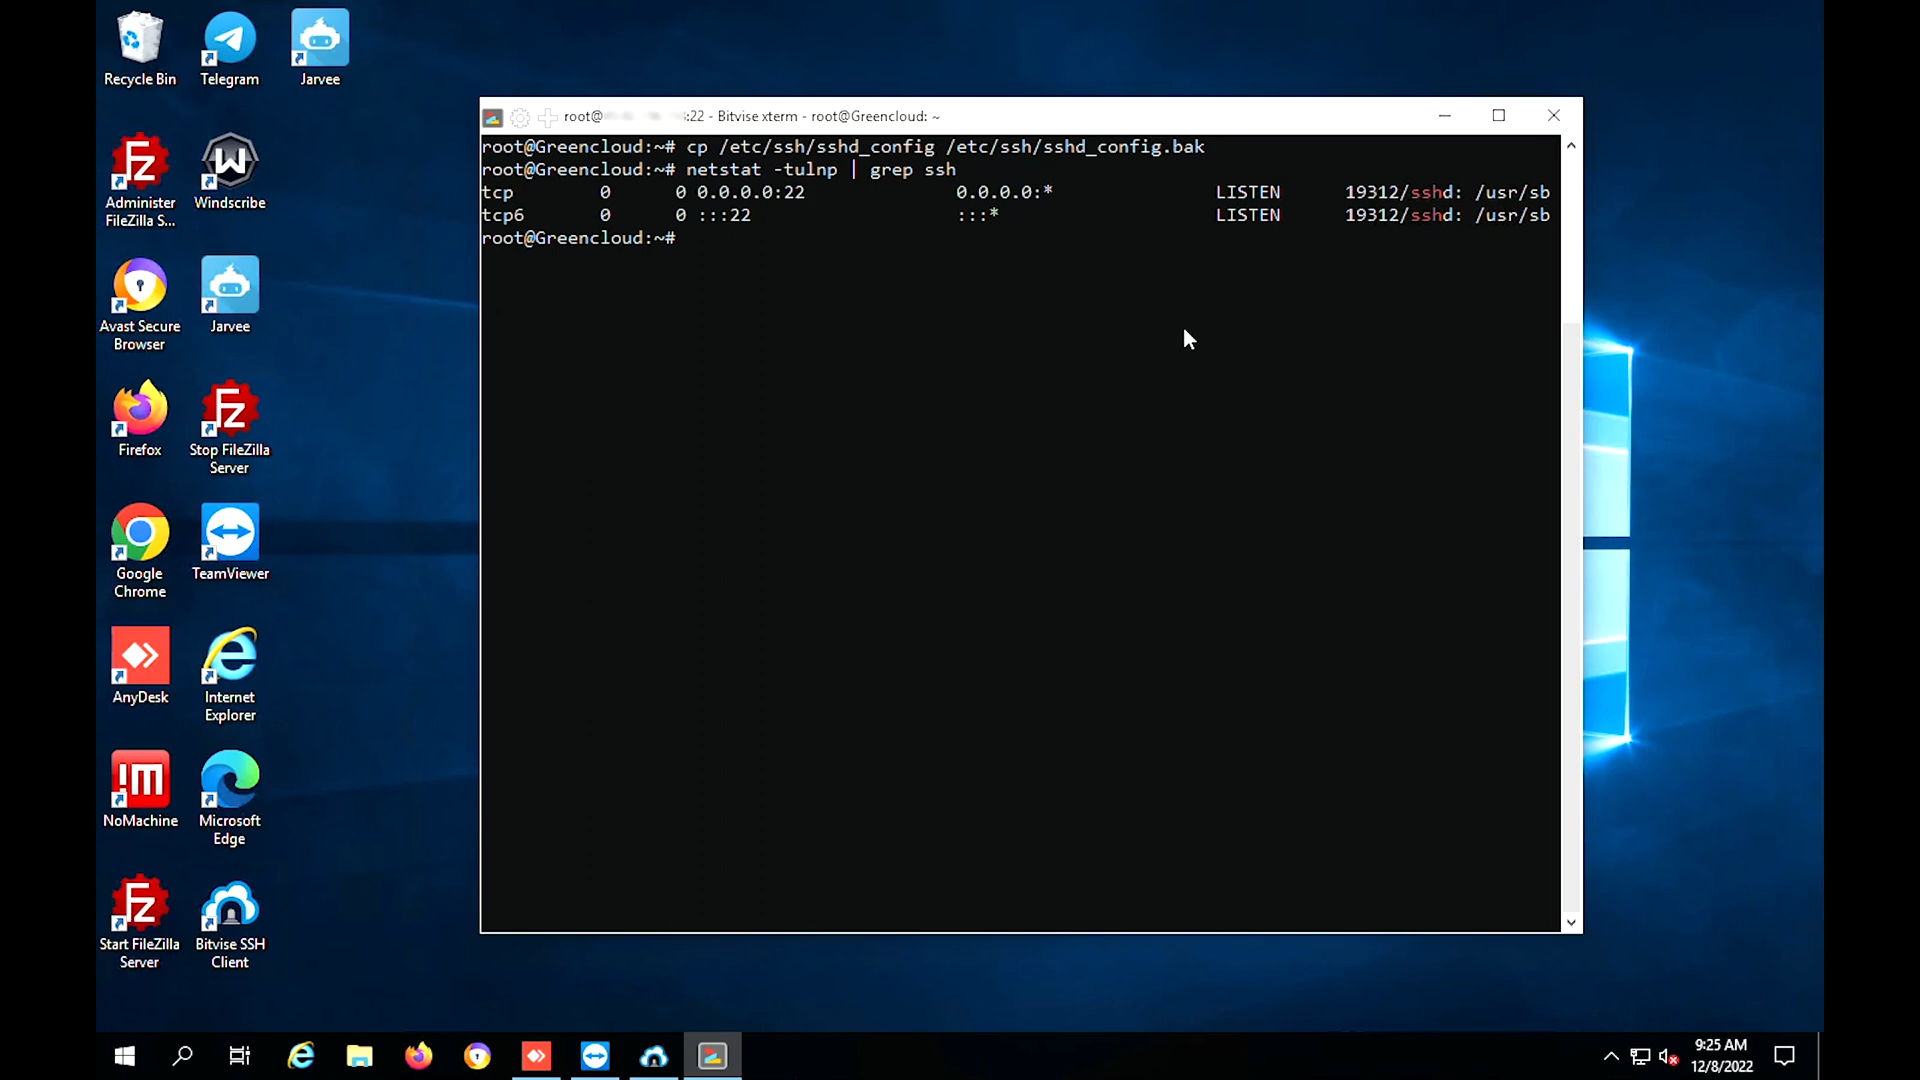 Recycle Bin
Telegram
Jarvee
Administer
FileZilla S...
Windscribe
Avast Secure
Browser
Jarvee
Firefox
Stop FileZilla
Server
Google
Chrome
TeamViewer
AnyDesk
Internet
Explorer
NoMachine
Microsoft
Edge
Start FileZilla
Server
Bitvise SSH
Client
root@ :22 - Bitvise xterm - root@Greencloud: ~
root@Greencloud:~# cp /etc/ssh/sshd_config /etc/ssh/sshd_config.bak
root@Greencloud:~# netstat -tulnp | grep ssh
tcp 0 0 0.0.0.0:22 0.0.0.0:* LISTEN 19312/sshd: /usr/sb
tcp6 0 0 :::22 :::* LISTEN 19312/sshd: /usr/sb
root@Greencloud:~#
9:25 AM
12/8/2022